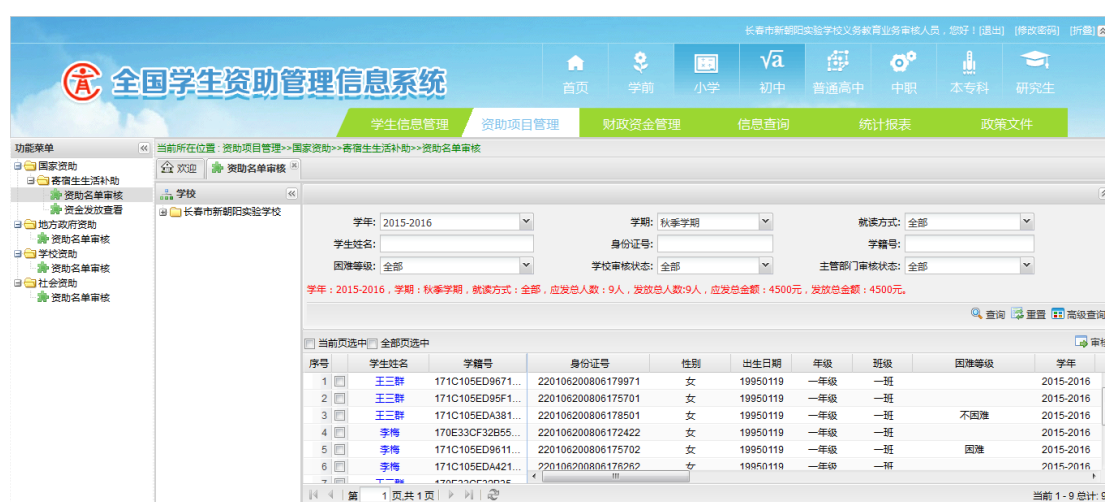 长春市新朝阳实验学校义务教育业务审核人员，您好！[退出] [修改密码] [折叠]
全国学生资助管理信息系统
首页 学前 小学 初中 普通高中 中职 本专科 研究生
学生信息管理 资助项目管理 财政资金管理 信息查询 统计报表 政策文件
功能菜单
当前所在位置：资助项目管理>>国家资助>>寄宿生生活补助>>资助名单审核
国家资助
寄宿生生活补助
资助名单审核
资金发放查看
地方政府资助
资助名单审核
学校资助
资助名单审核
社会资助
资助名单审核
欢迎 资助名单审核
学校
长春市新朝阳实验学校
学年: 2015-2016 学期: 秋季学期 就读方式: 全部
学生姓名: 身份证号: 学籍号:
困难等级: 全部 学校审核状态: 全部 主管部门审核状态: 全部
学年：2015-2016，学期：秋季学期，就读方式：全部，应发总人数：9人，发放总人数:9人，应发总金额：4500元，发放总金额：4500元。
查询 重置 高级查询
当前页选中 全部页选中 审核
序号 学生姓名 学籍号 身份证号 性别 出生日期 年级 班级 困难等级 学年
1 王三群 171C105ED9671... 220106200806179971 女 19950119 一年级 一班 2015-2016
2 王三群 171C105ED95F1... 220106200806175701 女 19950119 一年级 一班 2015-2016
3 王三群 171C105EDA381... 220106200806178501 女 19950119 一年级 一班 不困难 2015-2016
4 李梅 170E33CF32B55... 220106200806172422 女 19950119 一年级 一班 2015-2016
5 李梅 171C105ED9611... 220106200806175702 女 19950119 一年级 一班 困难 2015-2016
6 李梅 171C105EDA421... 220106200806176262 女 19950119 一年级 一班 2015-2016
第 1 页,共 1 页 当前 1 - 9 总计:9